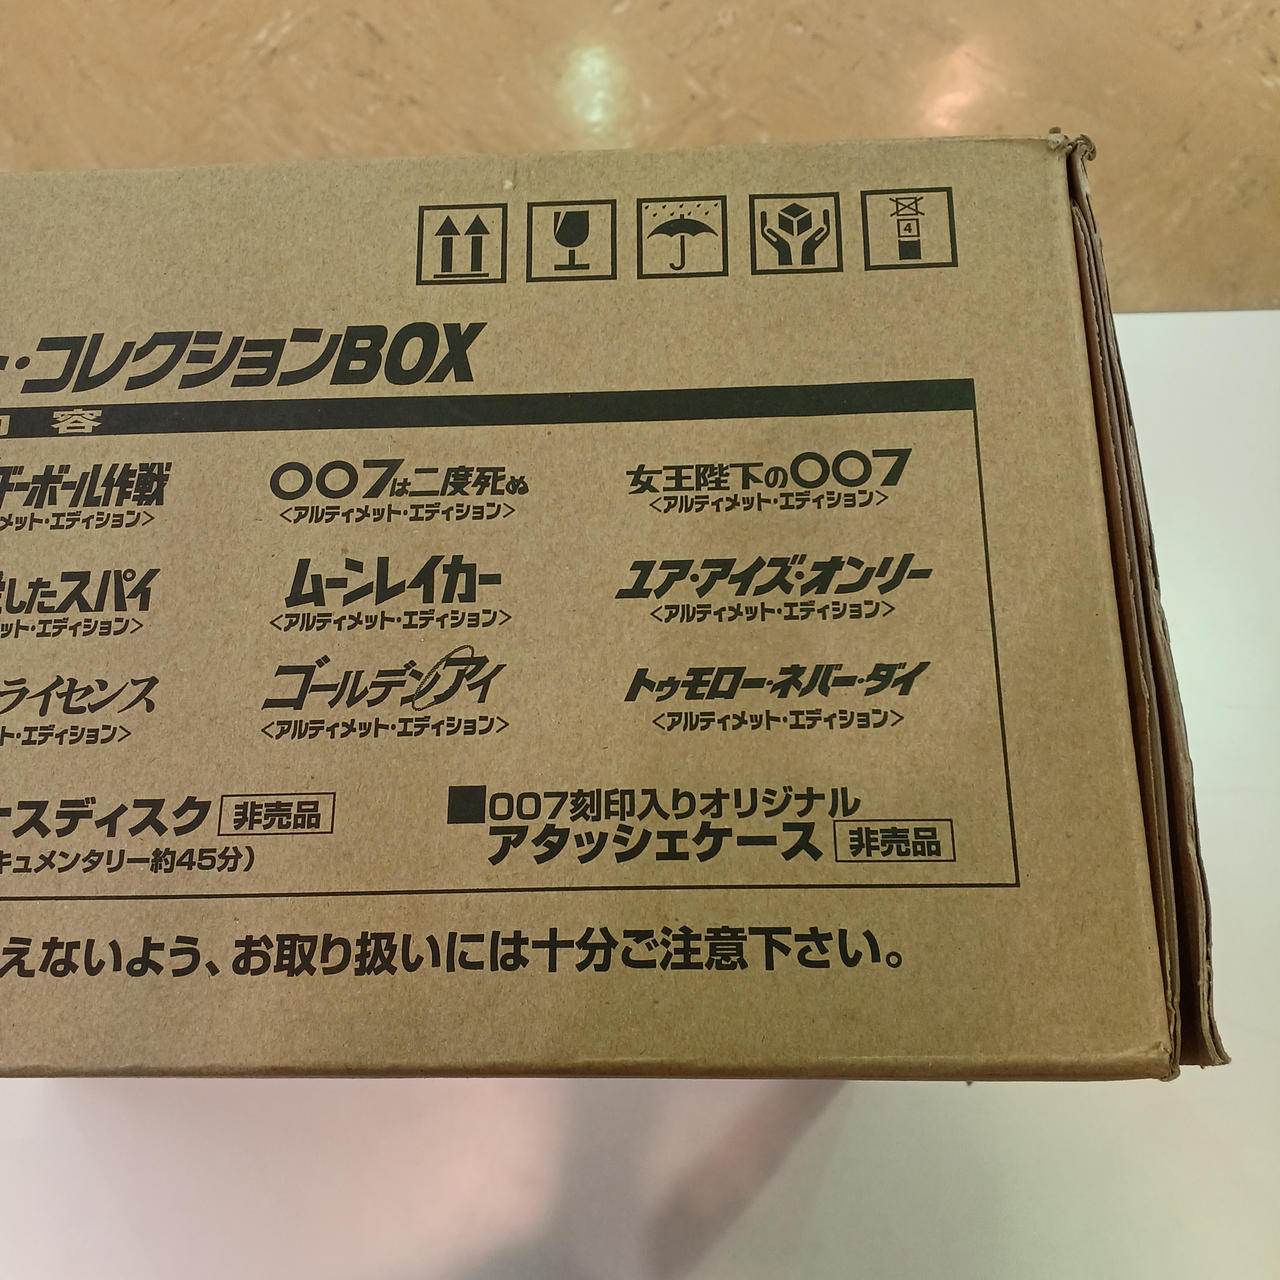 4
・コレクションBOX
容
ダーボール作戦
007は二度死ぬ
女王陛下の007
メット・エディション>
<アルティメット・エディション>
<アルティメット・エディション>
したスパイ
ムーンレイカー
ユア・アイズ・オンリー
ット・エディション>
<アルティメット・エディション>
<アルティメット・エディション>
ライセンス
ゴールデンアイ
トゥモロー・ネバー・ダイ
ト・エディション>
<アルティメット・エディション>
<アルティメット・エディション>
ースディスク 非売品
キュメンタリー約45分)
■007刻印入りオリジナル
アタッシェケース 非売品
えないよう、お取り扱いには十分ご注意下さい。